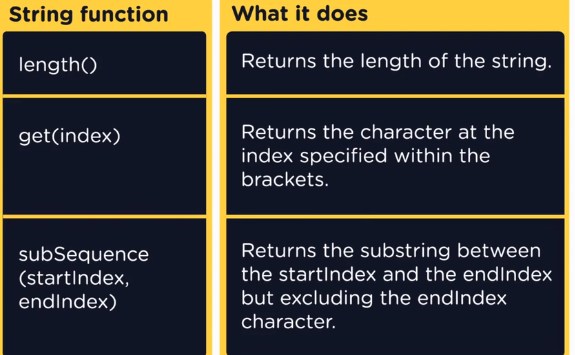 String function
What it does
length()
Returns the length of the string.
get(index)
Returns the character at the
index specified within the
brackets.
subSequence
(startIndex,
endIndex)
Returns the substring between
the startIndex and the endIndex
but excluding the endIndex
character.